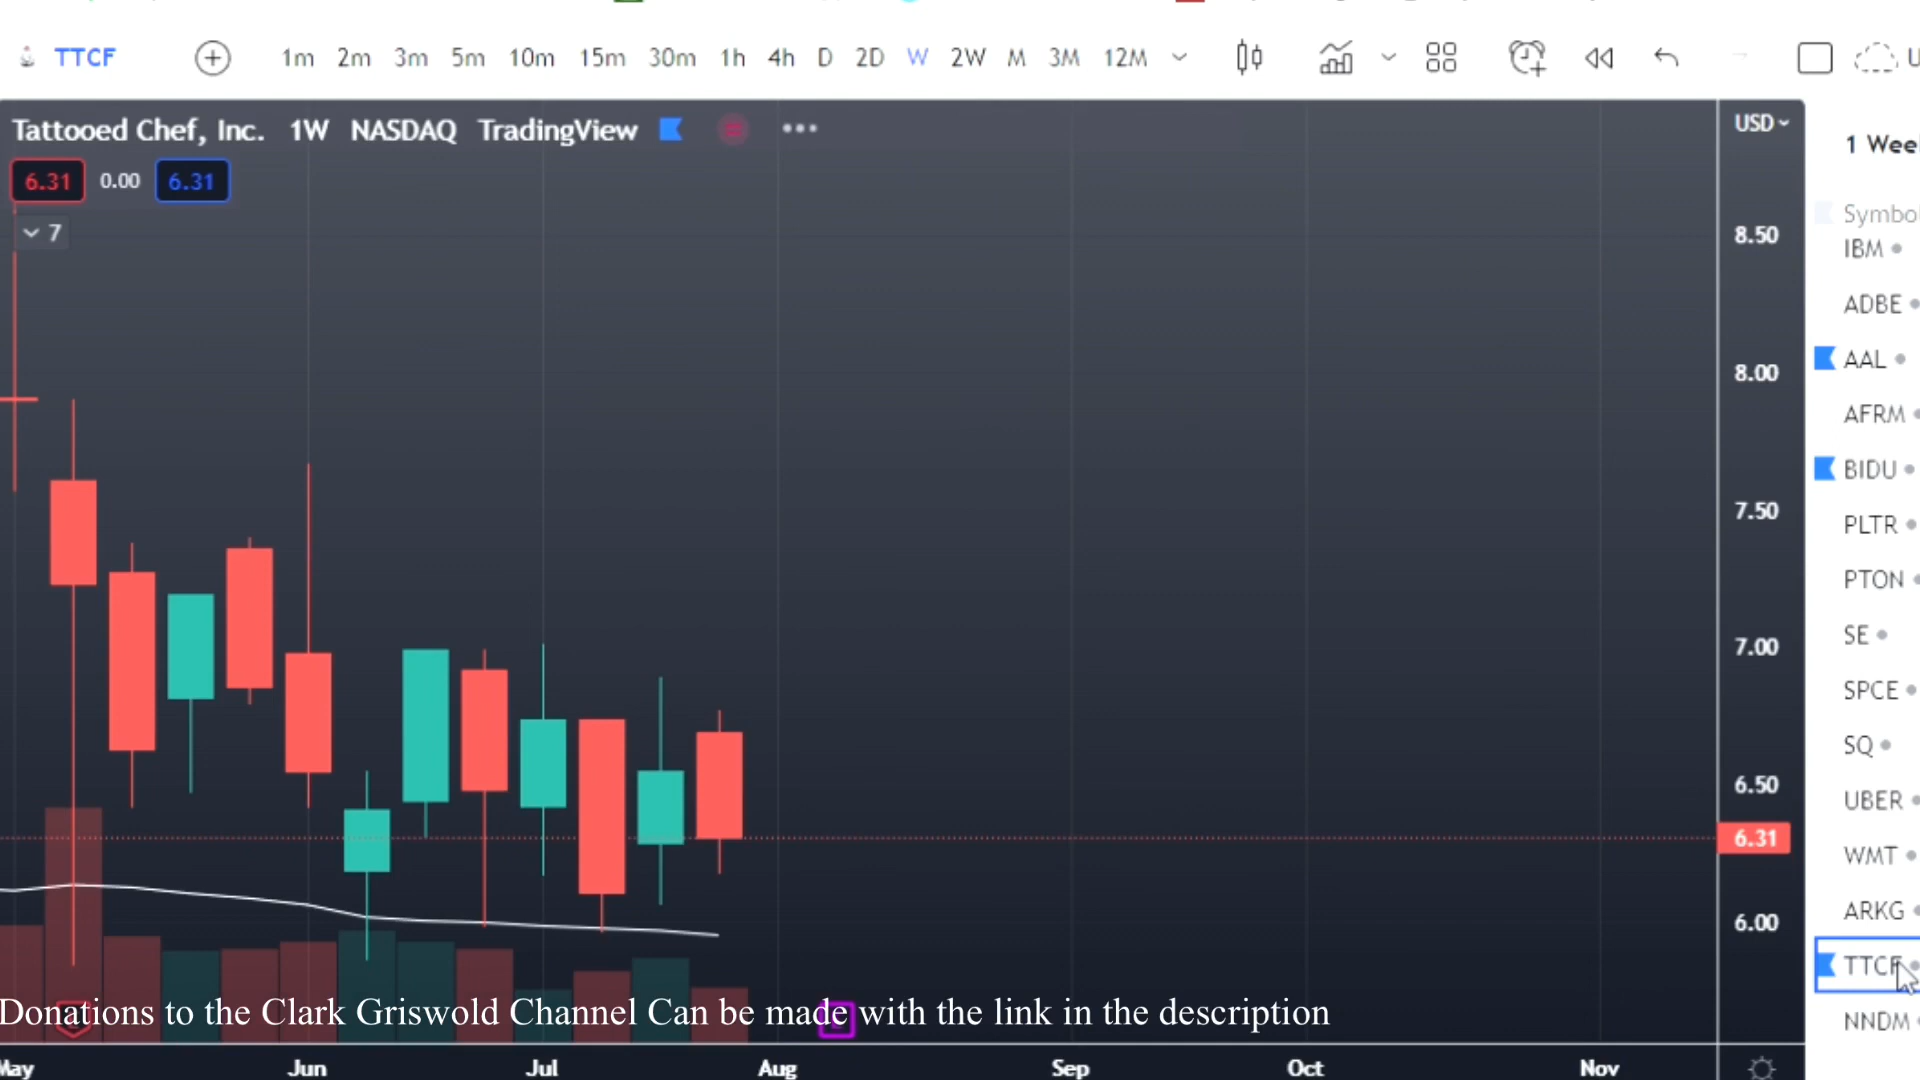 TTCF 1m 2m 3m 5m 10m 15m 30m 1h 4h D 2D W 2W M 3M 12M
Tattooed Chef, Inc. 1W NASDAQ TradingView
USD
6.31 0.00 6.31
7
8.50
8.00
7.50
7.00
6.50
6.31
6.00
1 Wee
Symbo
IBM
ADBE
AAL
AFRM
BIDU
PLTR
PTON
SE
SPCE
SQ
UBER
WMT
ARKG
TTCF
NNDM
Donations to the Clark Griswold Channel Can be made with the link in the description
May Jun Jul Aug Sep Oct Nov